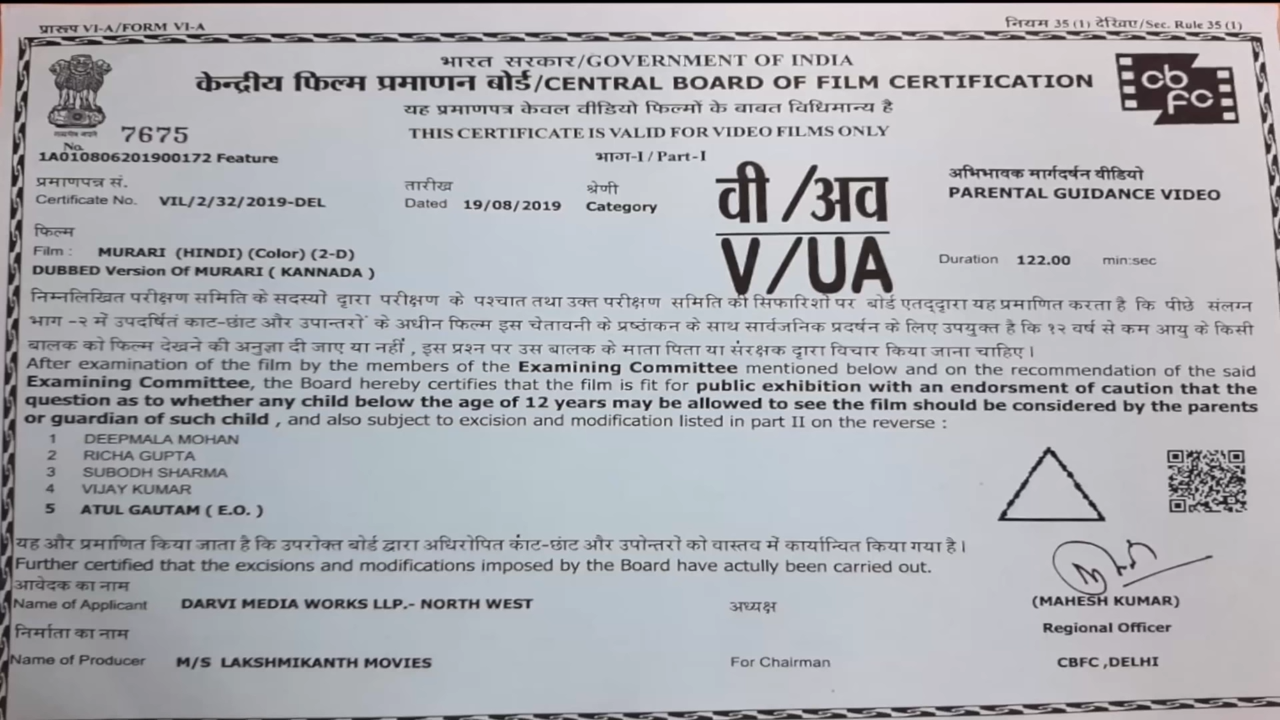 प्रारूप VI-A/FORM VI-A
नियम 35 (1) देखिए/Sec. Rule 35 (1)
भारत सरकार/GOVERNMENT OF INDIA
केन्द्रीय फिल्म प्रमाणन बोर्ड/CENTRAL BOARD OF FILM CERTIFICATION
cb
fc
यह प्रमाणपत्र केवल वीडियो फिल्मों के बावत विधिमान्य है
THIS CERTIFICATE IS VALID FOR VIDEO FILMS ONLY
No. 7675
1A010806201900172 Feature
भाग-I / Part-I
प्रमाणपत्र सं.
Certificate No. VIL/2/32/2019-DEL
तारीख
Dated 19/08/2019
श्रेणी
Category
वी/अव
V/UA
अभिभावक मार्गदर्षन वीडियो
PARENTAL GUIDANCE VIDEO
फिल्म
Film : MURARI (HINDI) (Color) (2-D)
DUBBED Version Of MURARI ( KANNADA )
Duration 122.00 min:sec
निम्नलिखित परीक्षण समिति के सदस्यों द्वारा परीक्षण के पश्चात तथा उक्त परीक्षण समिति की सिफारिशों पर बोर्ड एतद्द्वारा यह प्रमाणित करता है कि पीछे संलग्न
भाग -२ में उपदर्षित काट-छांट और उपान्तरों के अधीन फिल्म इस चेतावनी के प्रष्ठांकन के साथ सार्वजनिक प्रदर्षन के लिए उपयुक्त है कि १२ वर्ष से कम आयु के किसी
बालक को फिल्म देखने की अनुज्ञा दी जाए या नहीं , इस प्रश्न पर उस बालक के माता पिता या संरक्षक द्वारा विचार किया जाना चाहिए ।
After examination of the film by the members of the Examining Committee mentioned below and on the recommendation of the said
Examining Committee, the Board hereby certifies that the film is fit for public exhibition with an endorsment of caution that the
question as to whether any child below the age of 12 years may be allowed to see the film should be considered by the parents
or guardian of such child , and also subject to excision and modification listed in part II on the reverse :
1 DEEPMALA MOHAN
2 RICHA GUPTA
3 SUBODH SHARMA
4 VIJAY KUMAR
5 ATUL GAUTAM ( E.O. )
यह और प्रमाणित किया जाता है कि उपरोक्त बोर्ड द्वारा अधिरोपित कांट-छांट और उपोन्तरों को वास्तव में कार्यान्वित किया गया है ।
Further certified that the excisions and modifications imposed by the Board have actully been carried out.
आवेदक का नाम
Name of Applicant DARVI MEDIA WORKS LLP.- NORTH WEST
अध्यक्ष
(MAHESH KUMAR)
Regional Officer
निर्माता का नाम
Name of Producer M/S LAKSHMIKANTH MOVIES
For Chairman
CBFC ,DELHI